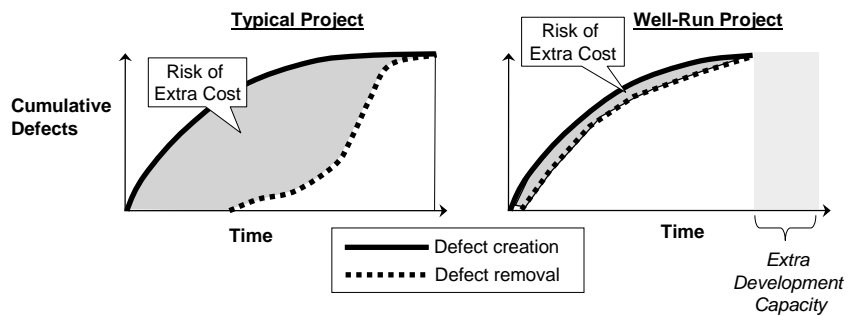 Typical Project
Well-Run Project
Risk of
Extra Cost
Risk of
Extra Cost
Cumulative
Defects
Time
Time
Defect creation
Defect removal
Extra
Development
Capacity